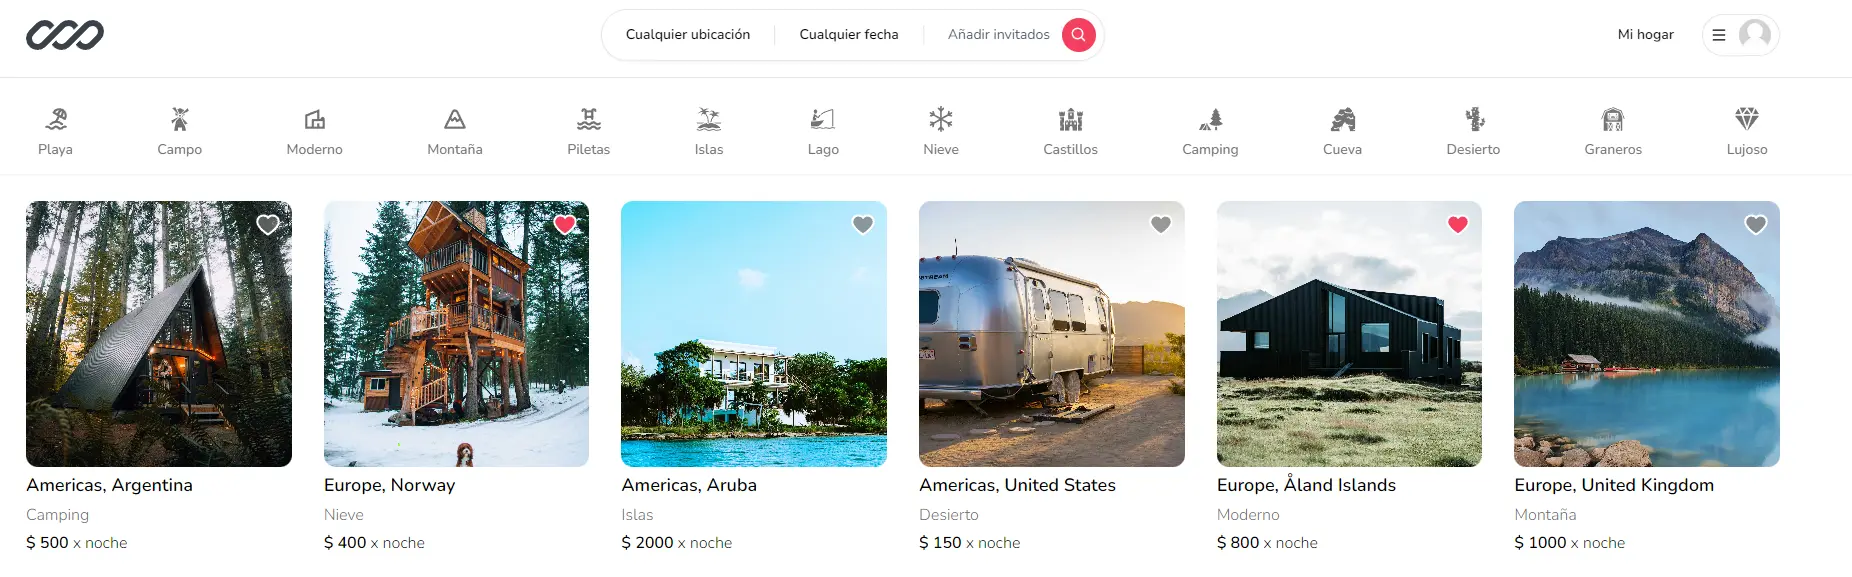 Cualquier ubicación
Cualquier fecha
Añadir invitados
Mi hogar
Playa
Campo
Moderno
Montaña
Piletas
Islas
Lago
Nieve
Castillos
Camping
Cueva
Desierto
Graneros
Lujoso
Americas, Argentina
Camping
$ 500 x noche
Europe, Norway
Nieve
$ 400 x noche
Americas, Aruba
Islas
$ 2000 x noche
Americas, United States
Desierto
$ 150 x noche
Europe, Åland Islands
Moderno
$ 800 x noche
Europe, United Kingdom
Montaña
$ 1000 x noche